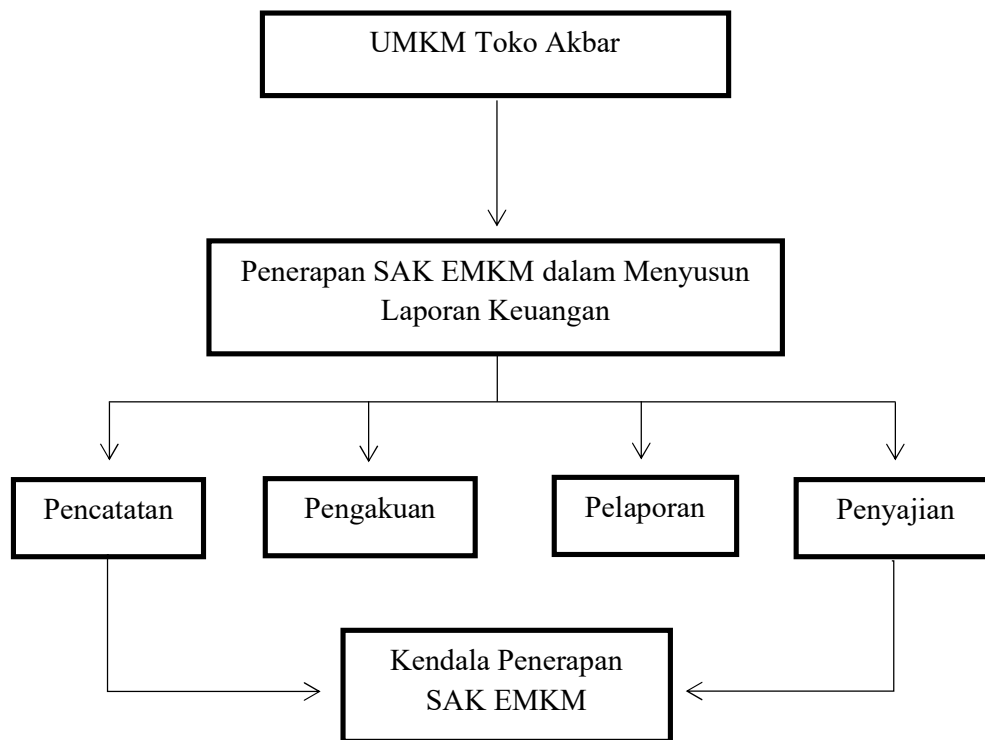 UMKM Toko Akbar
Penerapan SAK EMKM dalam Menyusun
Laporan Keuangan
Pencatatan
Pengakuan
Pelaporan
Penyajian
Kendala Penerapan
SAK EMKM